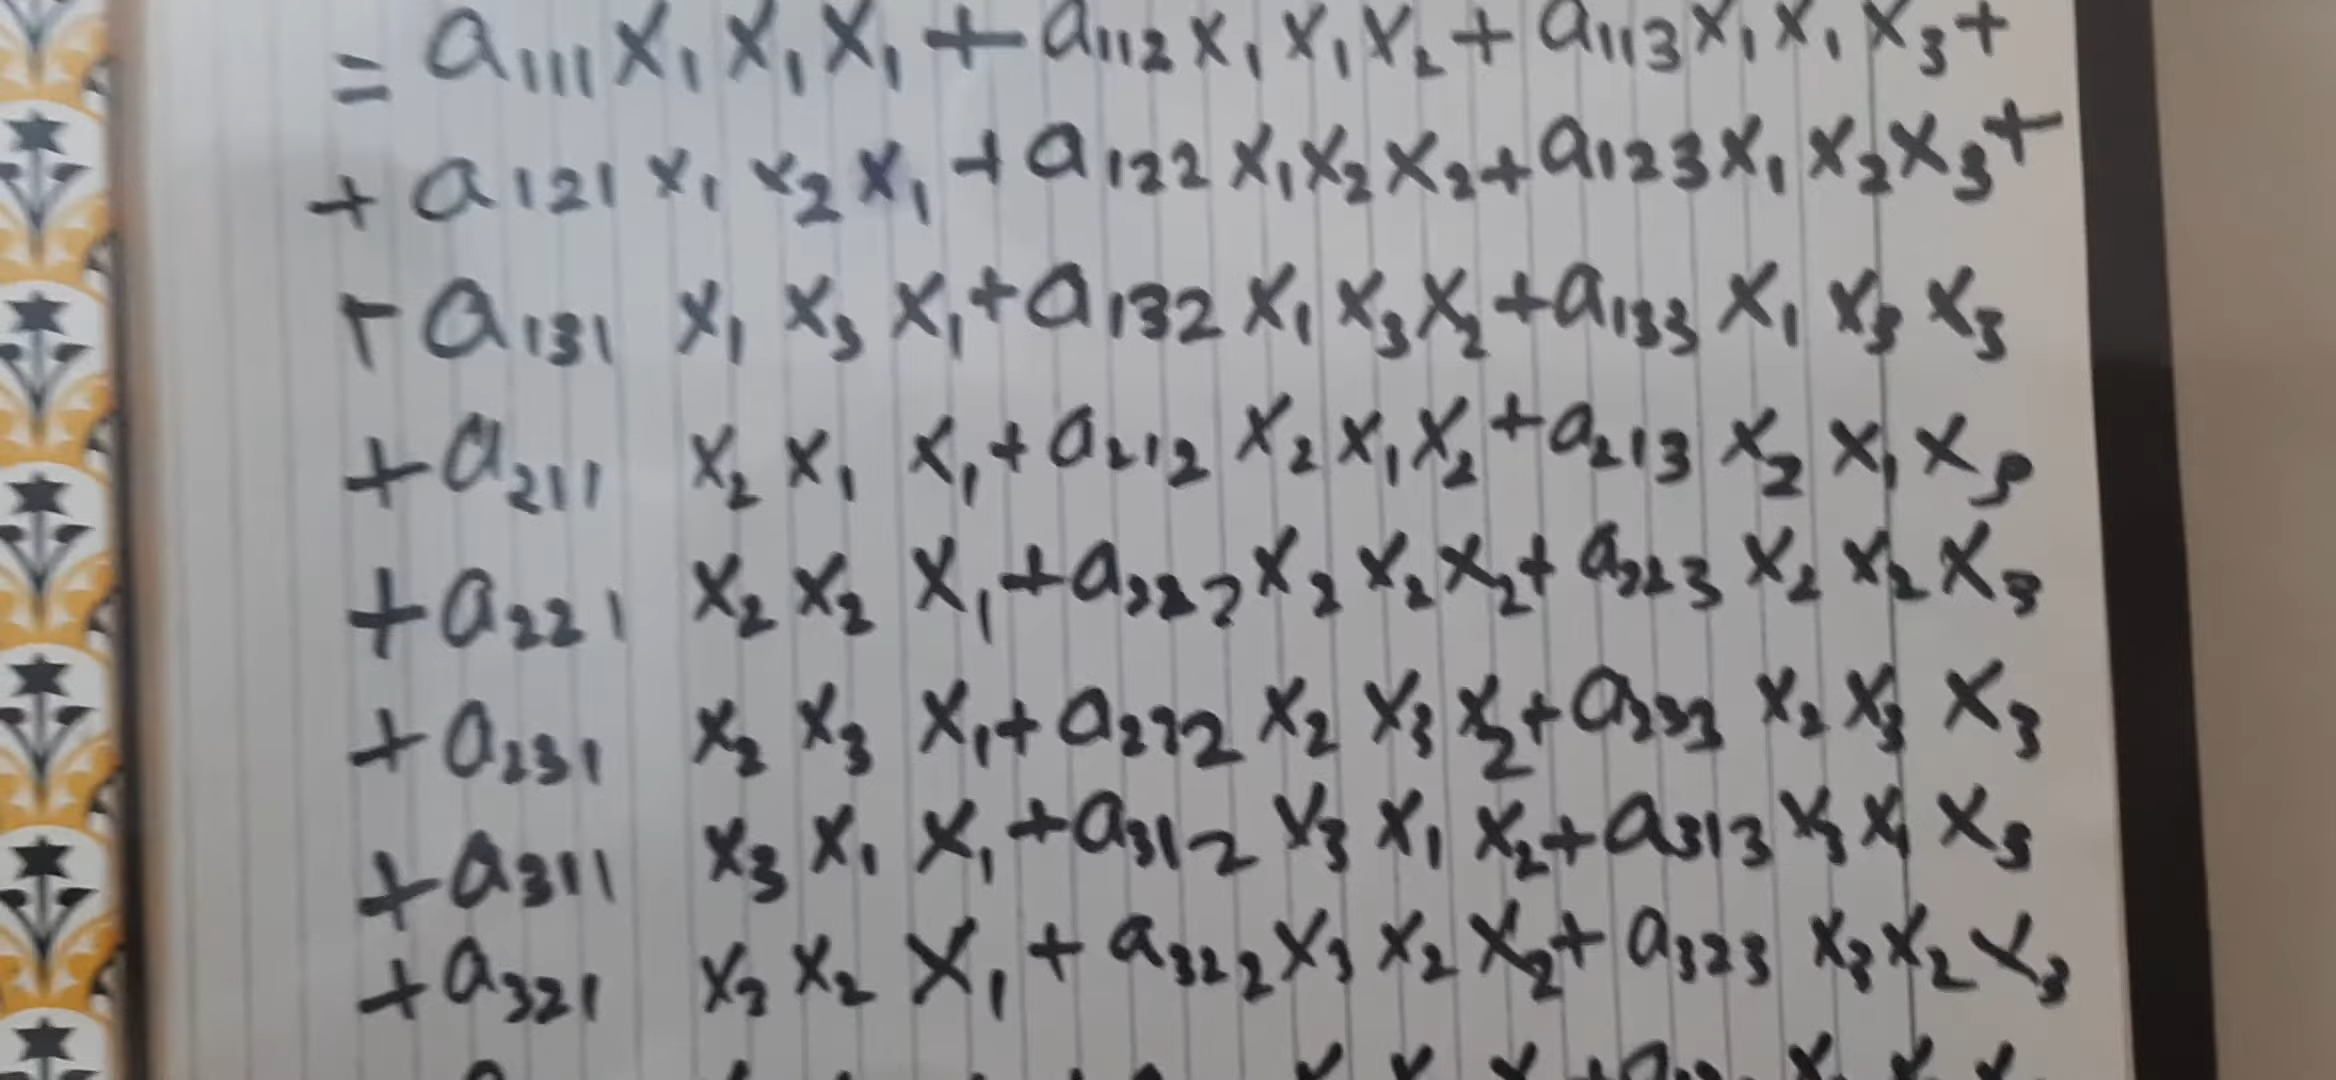 = a₁₁₁ x₁ x₁ x₁ + a₁₁₂ x₁ x₁ x₂ + a₁₁₃ x₁ x₁ x₃ +
+ a₁₂₁ x₁ x₂ x₁ + a₁₂₂ x₁ x₂ x₂ + a₁₂₃ x₁ x₂ x₃ +
+ a₁₃₁ x₁ x₃ x₁ + a₁₃₂ x₁ x₃ x₂ + a₁₃₃ x₁ x₃ x₃
+ a₂₁₁ x₂ x₁ x₁ + a₂₁₂ x₂ x₁ x₂ + a₂₁₃ x₂ x₁ x₃
+ a₂₂₁ x₂ x₂ x₁ + a₂₂₂ x₂ x₂ x₂ + a₂₂₃ x₂ x₂ x₃
+ a₂₃₁ x₂ x₃ x₁ + a₂₃₂ x₂ x₃ x₂ + a₂₃₃ x₂ x₃ x₃
+ a₃₁₁ x₃ x₁ x₁ + a₃₁₂ x₃ x₁ x₂ + a₃₁₃ x₃ x₁ x₃
+ a₃₂₁ x₃ x₂ x₁ + a₃₂₂ x₃ x₂ x₂ + a₃₂₃ x₃ x₂ x₃